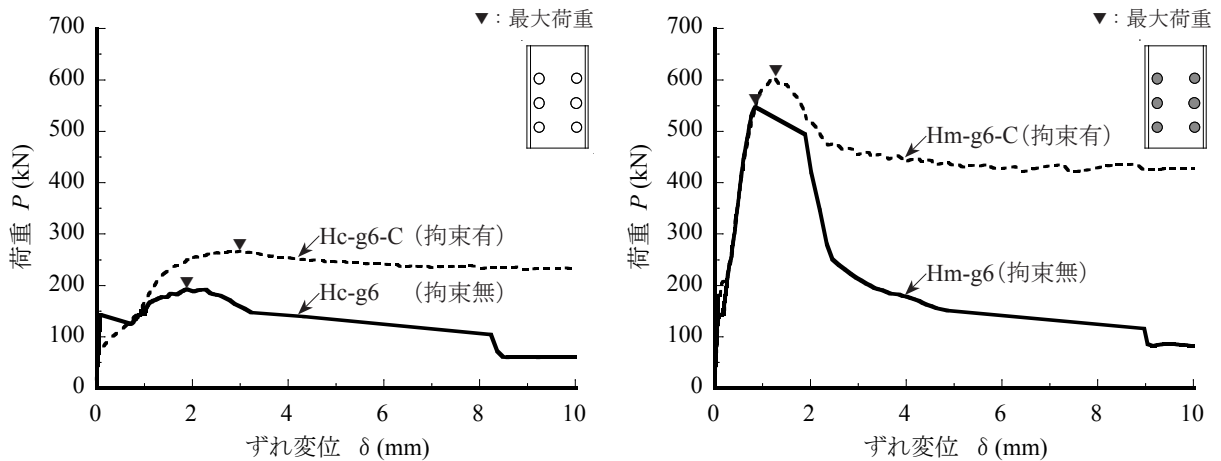 ▼：最大荷重
700
600
500
400
300
200
100
0
荷重 P (kN)
Hc-g6-C（拘束有）
Hc-g6 （拘束無）
0 2 4 6 8 10
ずれ変位 δ (mm)
▼：最大荷重
700
600
500
400
300
200
100
0
荷重 P (kN)
Hm-g6-C（拘束有）
Hm-g6（拘束無）
0 2 4 6 8 10
ずれ変位 δ (mm)